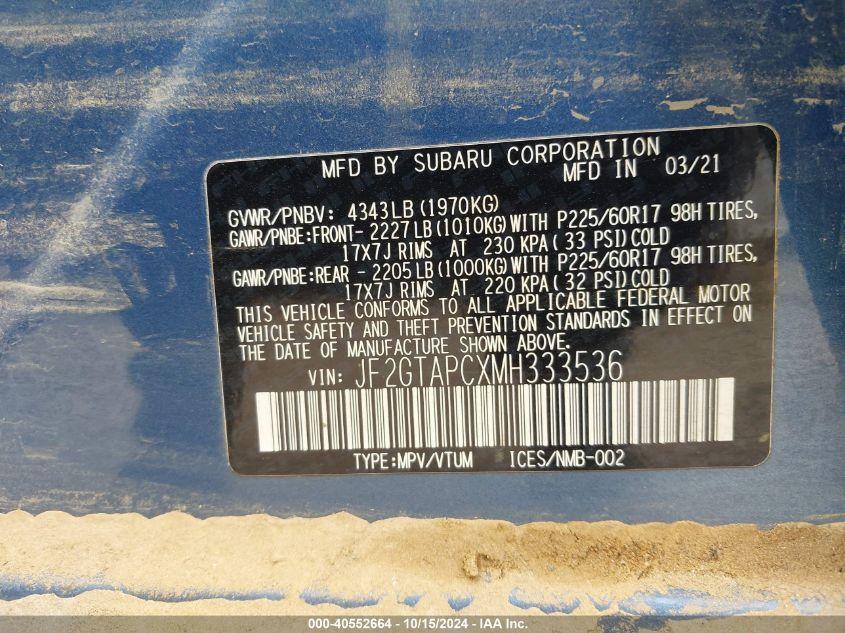 MFD BY SUBARU CORPORATION
MFD IN 03/21
GVWR/PNBV: 4343LB (1970KG)
GAWR/PNBE:FRONT- 2227LB (1010KG) WITH P225/60R17 98H TIRES,
17X7J RIMS AT 230 KPA (33 PSI) COLD
GAWR/PNBE:REAR - 2205LB (1000KG) WITH P225/60R17 98H TIRES,
17X7J RIMS AT 220 KPA (32 PSI) COLD
THIS VEHICLE CONFORMS TO ALL APPLICABLE FEDERAL MOTOR
VEHICLE SAFETY AND THEFT PREVENTION STANDARDS IN EFFECT ON
THE DATE OF MANUFACTURE SHOWN ABOVE.
VIN: JF2GTAPCXMH333536
TYPE:MPV/VTUM ICES/NMB-002
000-40552664 - 10/15/2024 - IAA Inc.